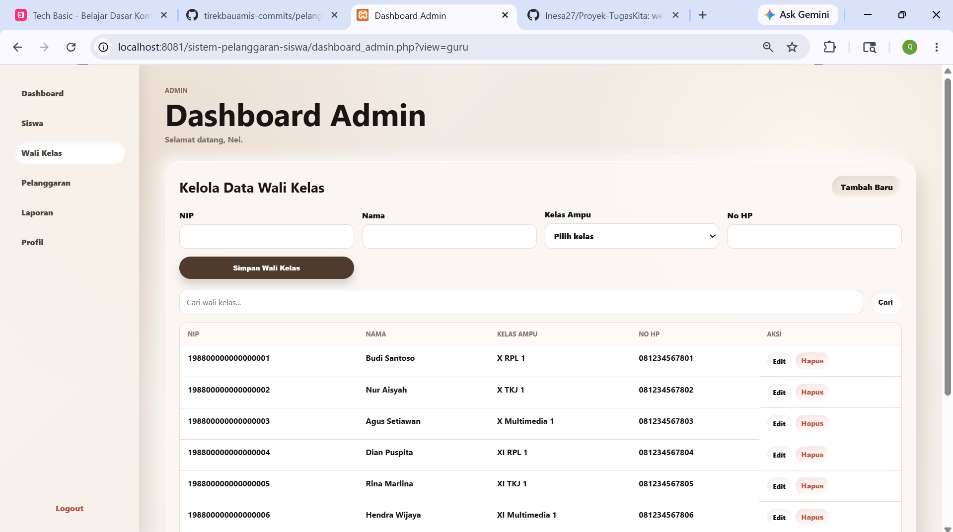 Tech Basic - Belajar Dasar Kom
tirekbauamis-commits/pelang
Dashboard Admin
Inesa27/Proyek-TugasKita: we
Ask Gemini
localhost:8081/sistem-pelanggaran-siswa/dashboard_admin.php?view=guru
Q
Dashboard
Siswa
Wali Kelas
Pelanggaran
Laporan
Profil
Logout
ADMIN
Dashboard Admin
Selamat datang, Nei.
Kelola Data Wali Kelas
Tambah Baru
NIP Nama Kelas Ampu No HP
Pilih kelas
Simpan Wali Kelas
Cari wali kelas... Cari
NIP NAMA KELAS AMPU NO HP AKSI
198800000000000001 Budi Santoso X RPL 1 081234567801 Edit Hapus
198800000000000002 Nur Aisyah X TKJ 1 081234567802 Edit Hapus
198800000000000003 Agus Setiawan X Multimedia 1 081234567803 Edit Hapus
198800000000000004 Dian Puspita XI RPL 1 081234567804 Edit Hapus
198800000000000005 Rina Marlina XI TKJ 1 081234567805 Edit Hapus
198800000000000006 Hendra Wijaya XI Multimedia 1 081234567806 Edit Hapus